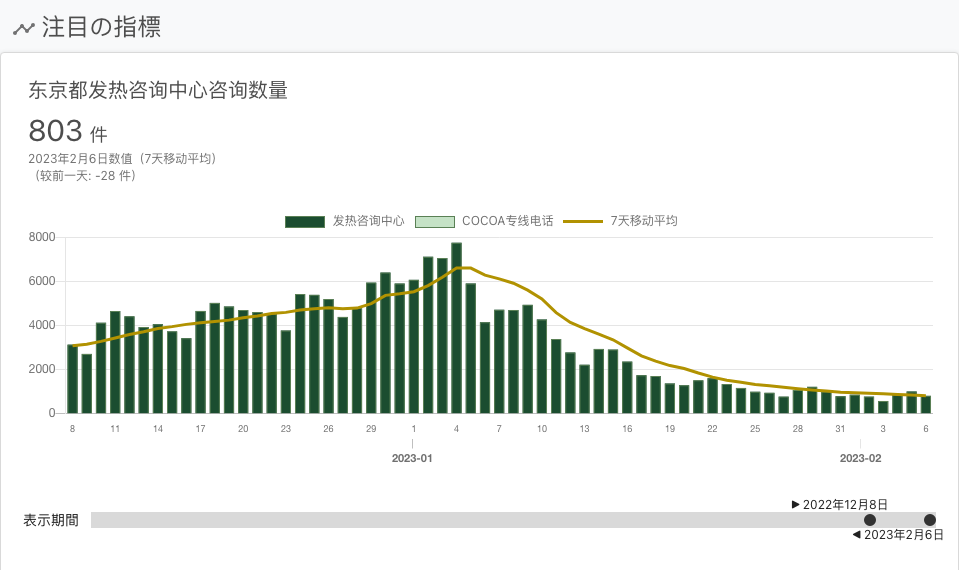 注目の指標
东京都发热咨询中心咨询数量
803 件
2023年2月6日数值（7天移动平均）
（较前一天: -28 件）
发热咨询中心 COCOA专线电话 7天移动平均
8000
6000
4000
2000
0
8 11 14 17 20 23 26 29 1 4 7 10 13 16 19 22 25 28 31 3 6
2023-01 2023-02
▶ 2022年12月8日
表示期間
◀ 2023年2月6日